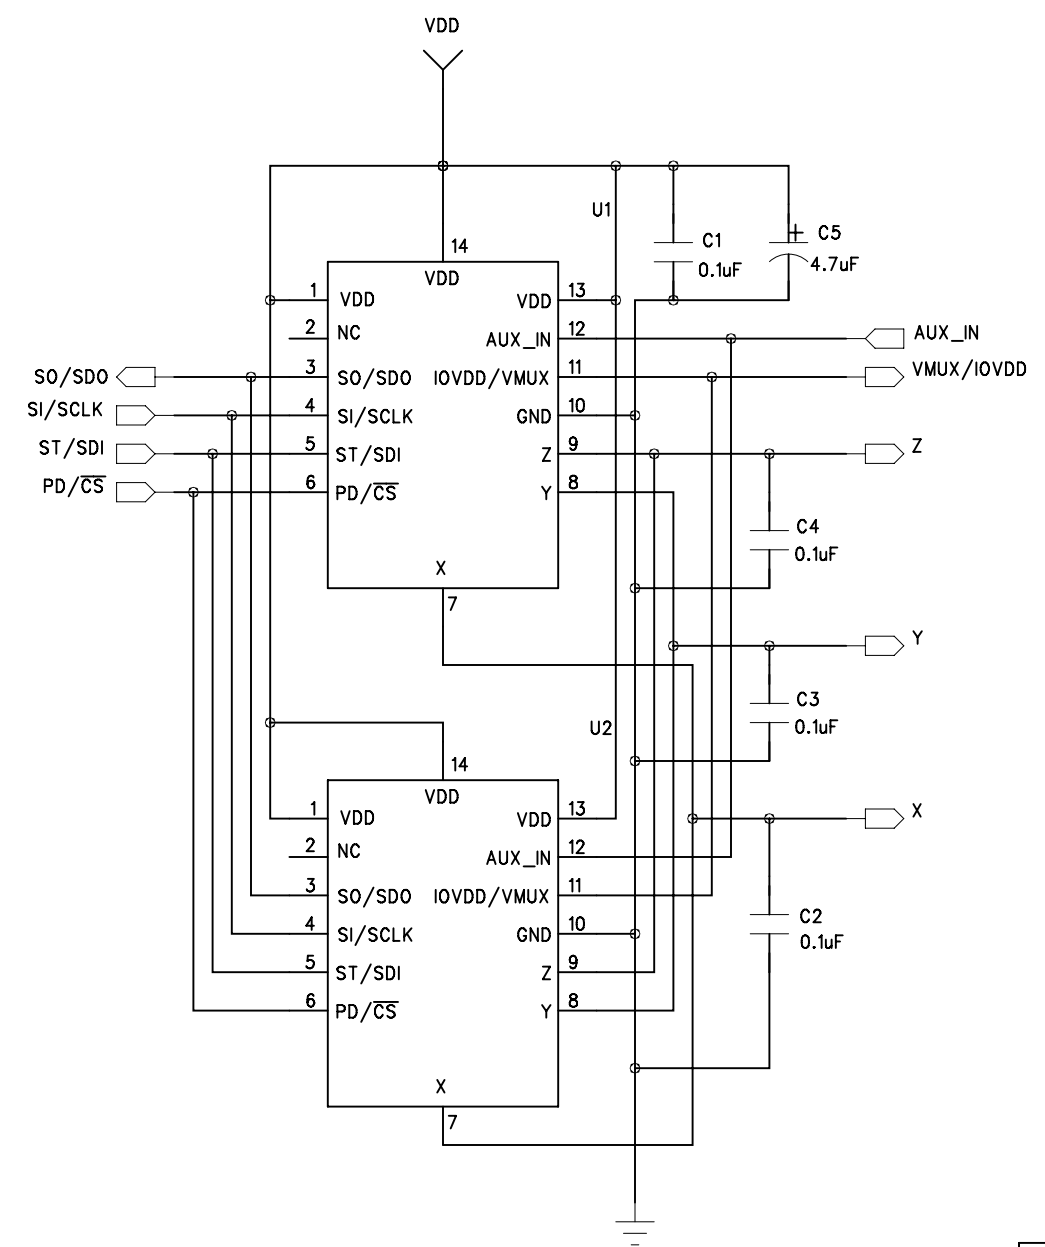 VDD
U1
C1
0.1uF
+ C5
4.7uF
14
VDD
1 VDD
2 NC
3 SO/SDO
4 SI/SCLK
5 ST/SDI
6 PD/CS
VDD 13
AUX_IN 12
IOVDD/VMUX 11
GND 10
Z 9
Y 8
X
7
SO/SDO
SI/SCLK
ST/SDI
PD/CS
AUX_IN
VMUX/IOVDD
Z
C4
0.1uF
Y
C3
0.1uF
X
C2
0.1uF
U2
14
VDD
1 VDD
2 NC
3 SO/SDO
4 SI/SCLK
5 ST/SDI
6 PD/CS
VDD 13
AUX_IN 12
IOVDD/VMUX 11
GND 10
Z 9
Y 8
X
7